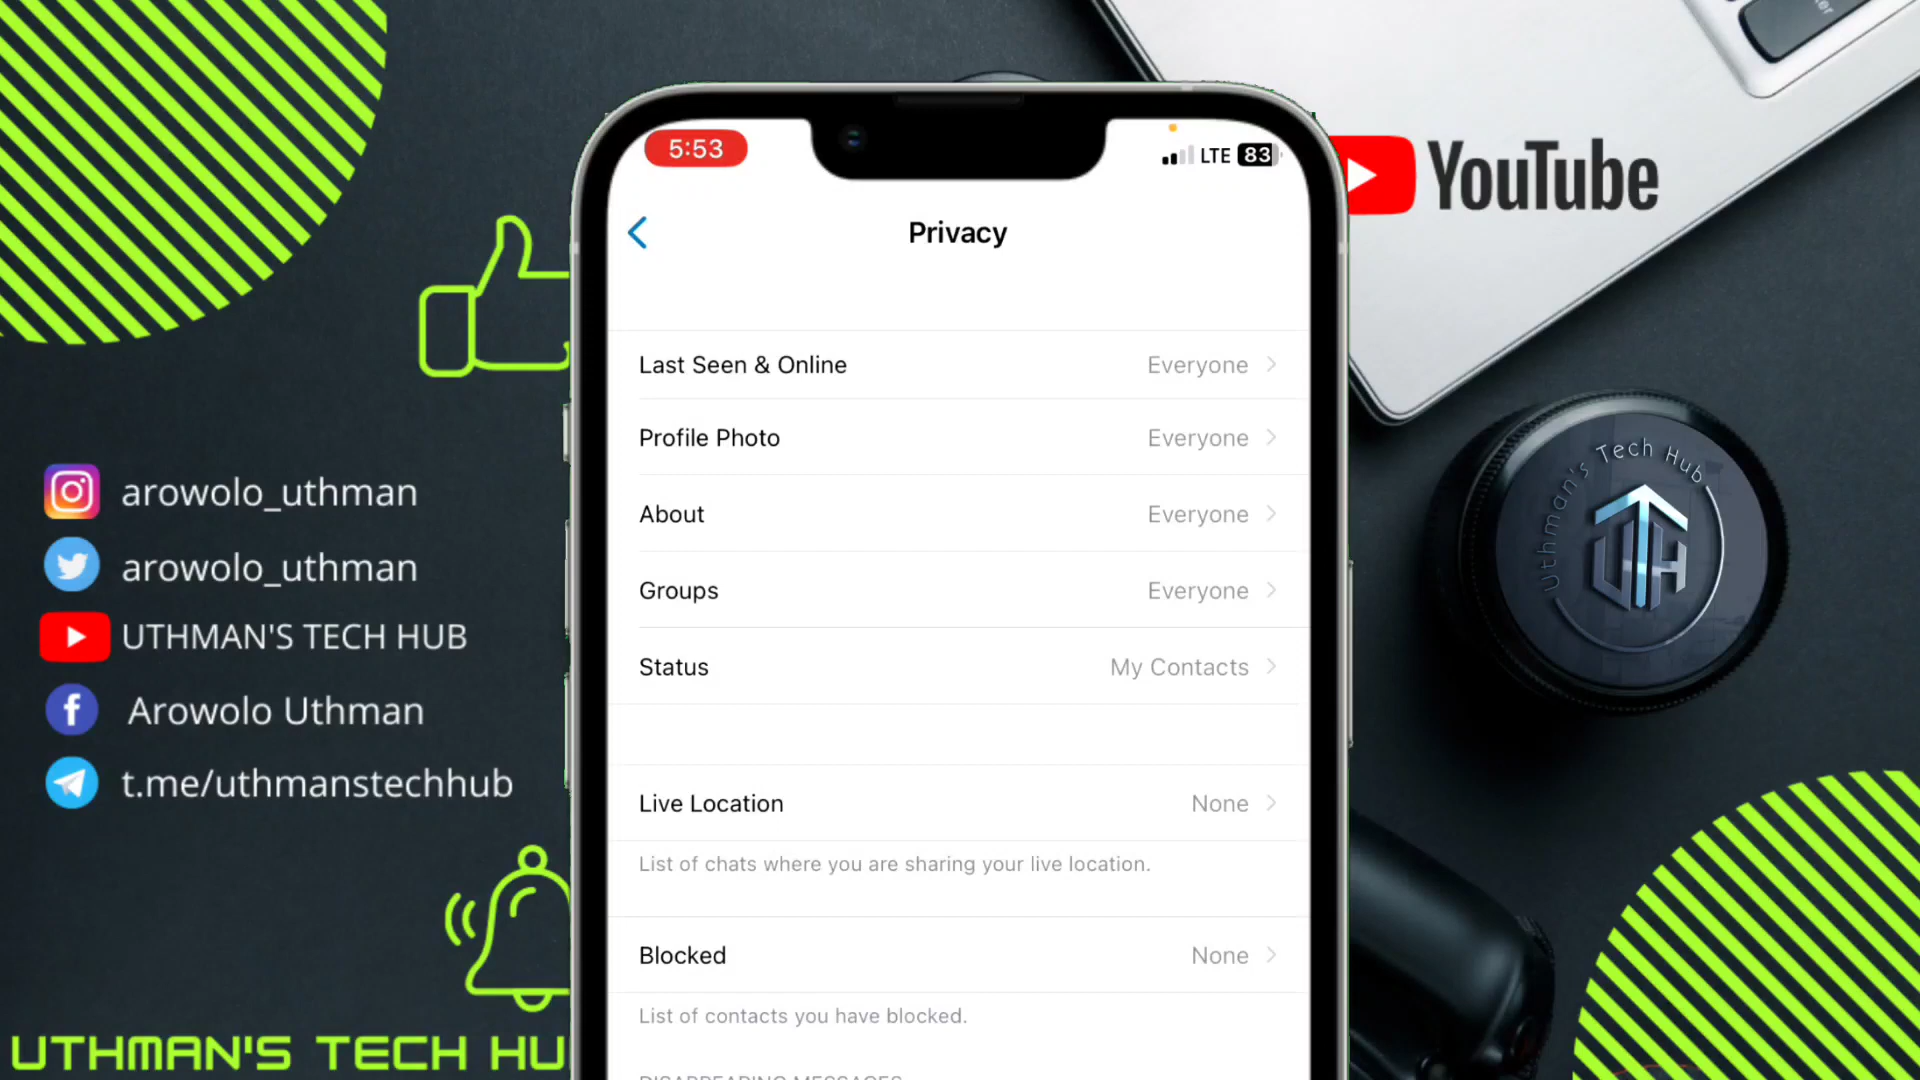 5:53
LTE 83
YouTube
Privacy
Last Seen & Online
Everyone
Profile Photo
Everyone
About
Everyone
Groups
Everyone
Status
My Contacts
Live Location
None
List of chats where you are sharing your live location.
Blocked
None
List of contacts you have blocked.
DISAPPEARING MESSAGES
arowolo_uthman
arowolo_uthman
UTHMAN'S TECH HUB
Arowolo Uthman
t.me/uthmanstechhub
UTHMAN'S TECH HU
Uthman's Tech Hub
UTH